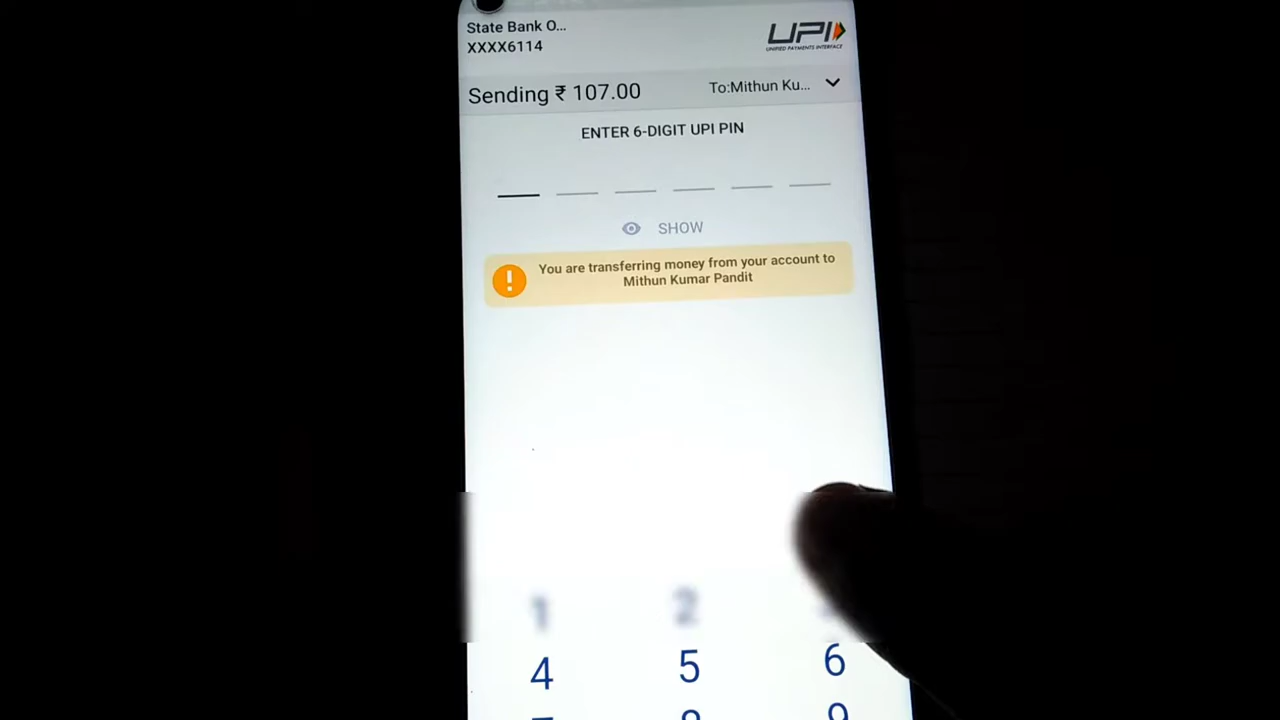 State Bank O...
XXXX6114
UPI
UNIFIED PAYMENTS INTERFACE
Sending ₹ 107.00
To:Mithun Ku...
ENTER 6-DIGIT UPI PIN
SHOW
You are transferring money from your account to
Mithun Kumar Pandit
1 2
4 5 6